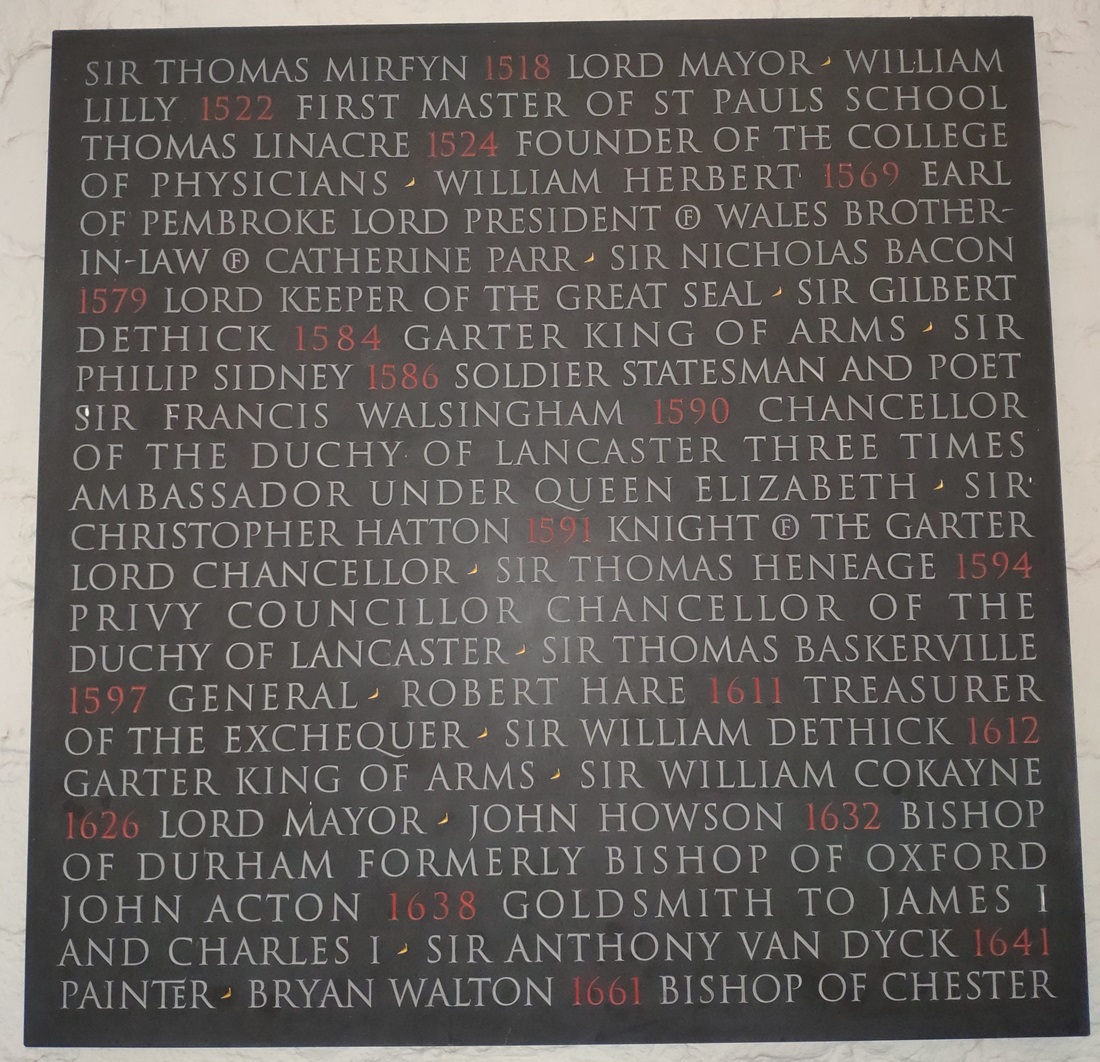 SIR THOMAS MIRFYN 1518 LORD MAYOR WILLIAM
LILLY 1522 FIRST MASTER OF ST PAULS SCHOOL
THOMAS LINACRE 1524 FOUNDER OF THE COLLEGE
OF PHYSICIANS WILLIAM HERBERT 1569 EARL
OF PEMBROKE LORD PRESIDENT OF WALES BROTHER-
IN-LAW OF CATHERINE PARR SIR NICHOLAS BACON
1579 LORD KEEPER OF THE GREAT SEAL SIR GILBERT
DETHICK 1584 GARTER KING OF ARMS SIR
PHILIP SIDNEY 1586 SOLDIER STATESMAN AND POET
SIR FRANCIS WALSINGHAM 1590 CHANCELLOR
OF THE DUCHY OF LANCASTER THREE TIMES
AMBASSADOR UNDER QUEEN ELIZABETH SIR
CHRISTOPHER HATTON 1591 KNIGHT OF THE GARTER
LORD CHANCELLOR SIR THOMAS HENEAGE 1594
PRIVY COUNCILLOR CHANCELLOR OF THE
DUCHY OF LANCASTER SIR THOMAS BASKERVILLE
1597 GENERAL ROBERT HARE 1611 TREASURER
OF THE EXCHEQUER SIR WILLIAM DETHICK 1612
GARTER KING OF ARMS SIR WILLIAM COKAYNE
1626 LORD MAYOR JOHN HOWSON 1632 BISHOP
OF DURHAM FORMERLY BISHOP OF OXFORD
JOHN ACTON 1638 GOLDSMITH TO JAMES I
AND CHARLES I SIR ANTHONY VAN DYCK 1641
PAINTER BRYAN WALTON 1661 BISHOP OF CHESTER